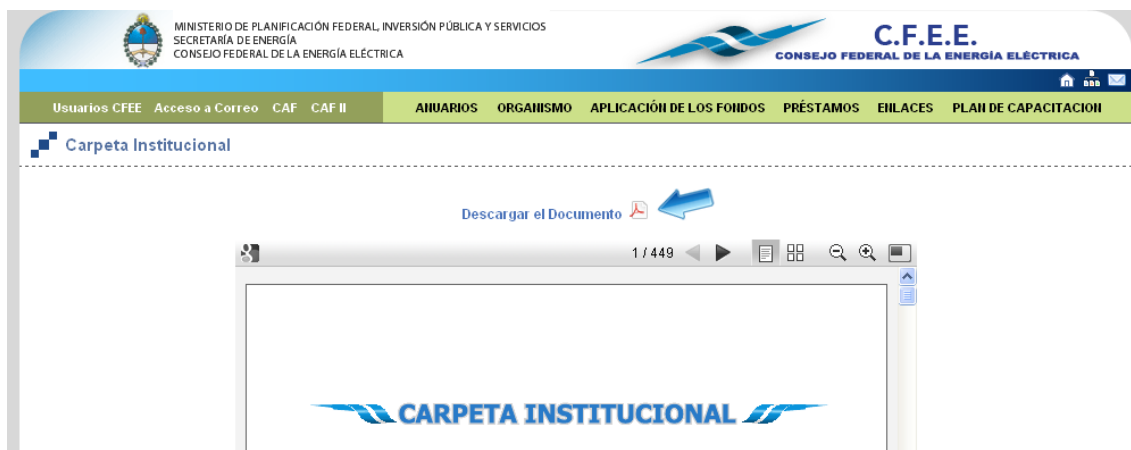 MINISTERIO DE PLANIFICACIÓN FEDERAL, INVERSIÓN PÚBLICA Y SERVICIOS
SECRETARÍA DE ENERGÍA
CONSEJO FEDERAL DE LA ENERGÍA ELÉCTRICA
C.F.E.E.
CONSEJO FEDERAL DE LA ENERGÍA ELÉCTRICA
Usuarios CFEE Acceso a Correo CAF CAF II ANUARIOS ORGANISMO APLICACIÓN DE LOS FONDOS PRÉSTAMOS ENLACES PLAN DE CAPACITACION
Carpeta Institucional
Descargar el Documento
1 / 449
CARPETA INSTITUCIONAL